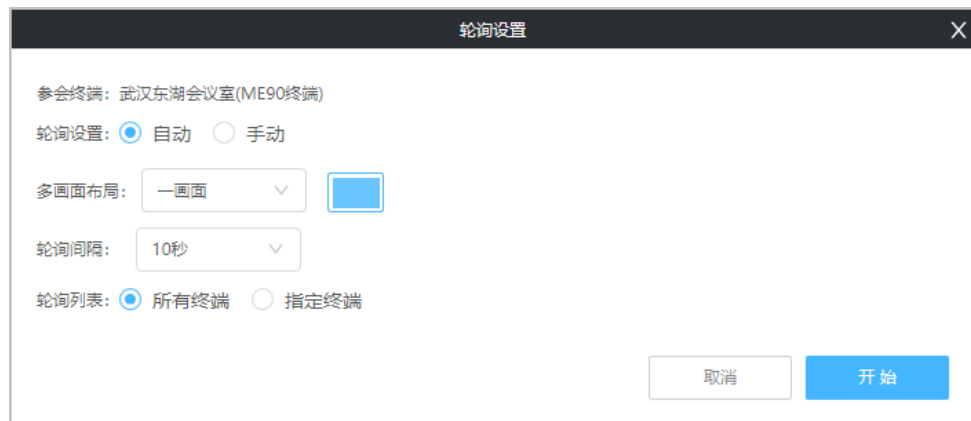 轮询设置 X
参会终端：武汉东湖会议室(ME90终端)
轮询设置： 自动 手动
多画面布局： 一画面
轮询间隔： 10秒
轮询列表： 所有终端 指定终端
取消 开 始